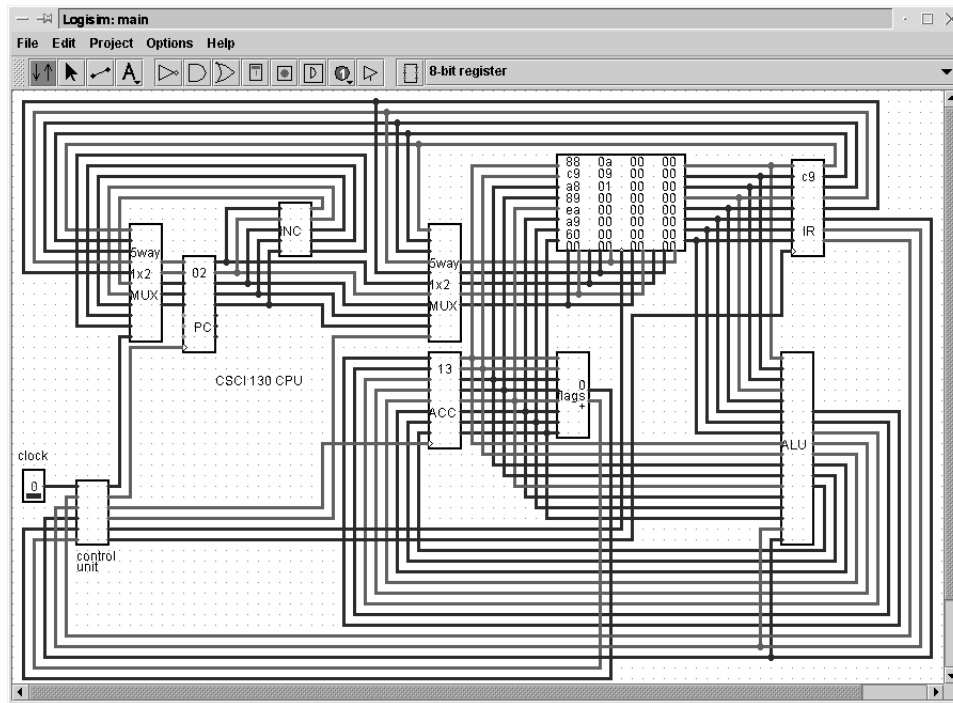 Logisim: main
File Edit Project Options Help
A 1 8-bit register
88 0a 00 00
c9 09 00 00
a8 01 00 00
89 00 00 00
ea 00 00 00
a9 00 00 00
60 00 00 00
00 00 00 00
c9
IR
INC
5way
1x2
MUX
02
PC
5way
1x2
MUX
CSCI 130 CPU
13
ACC
0
flags
+
ALU
clock
0
control
unit